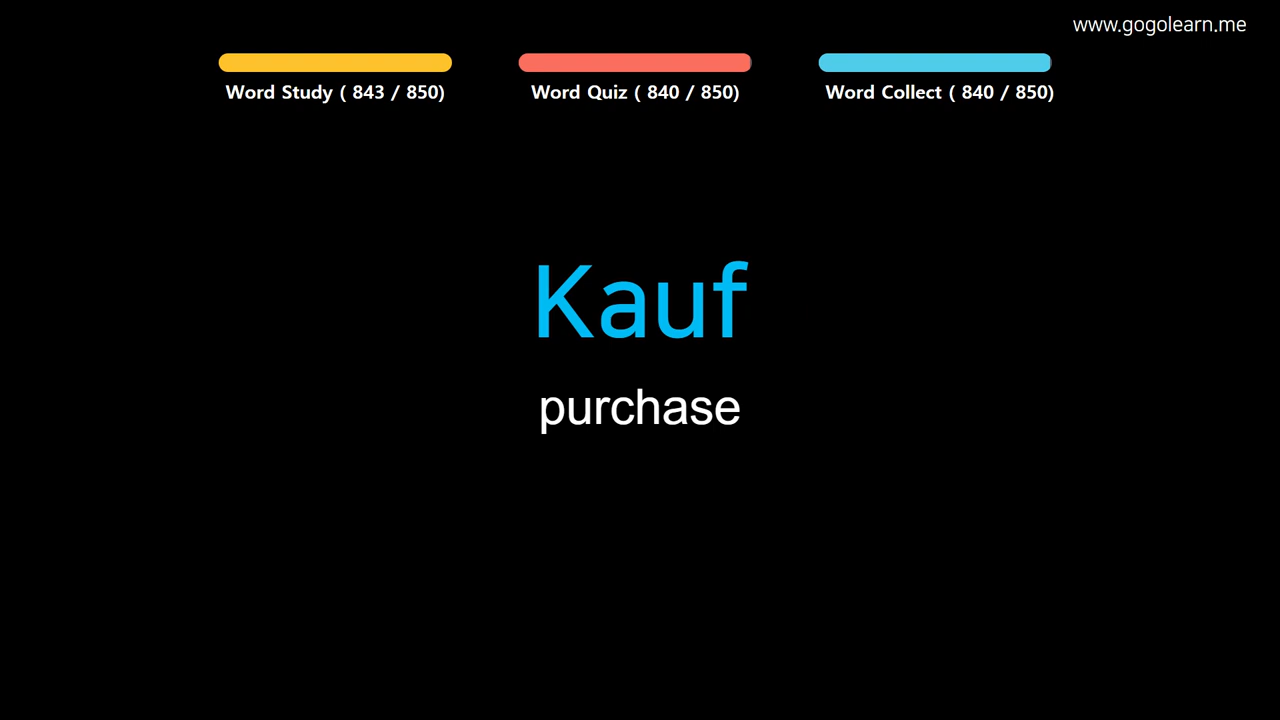 www.gogolearn.me
Word Study ( 843 / 850)
Word Quiz ( 840 / 850)
Word Collect ( 840 / 850)
Kauf
purchase